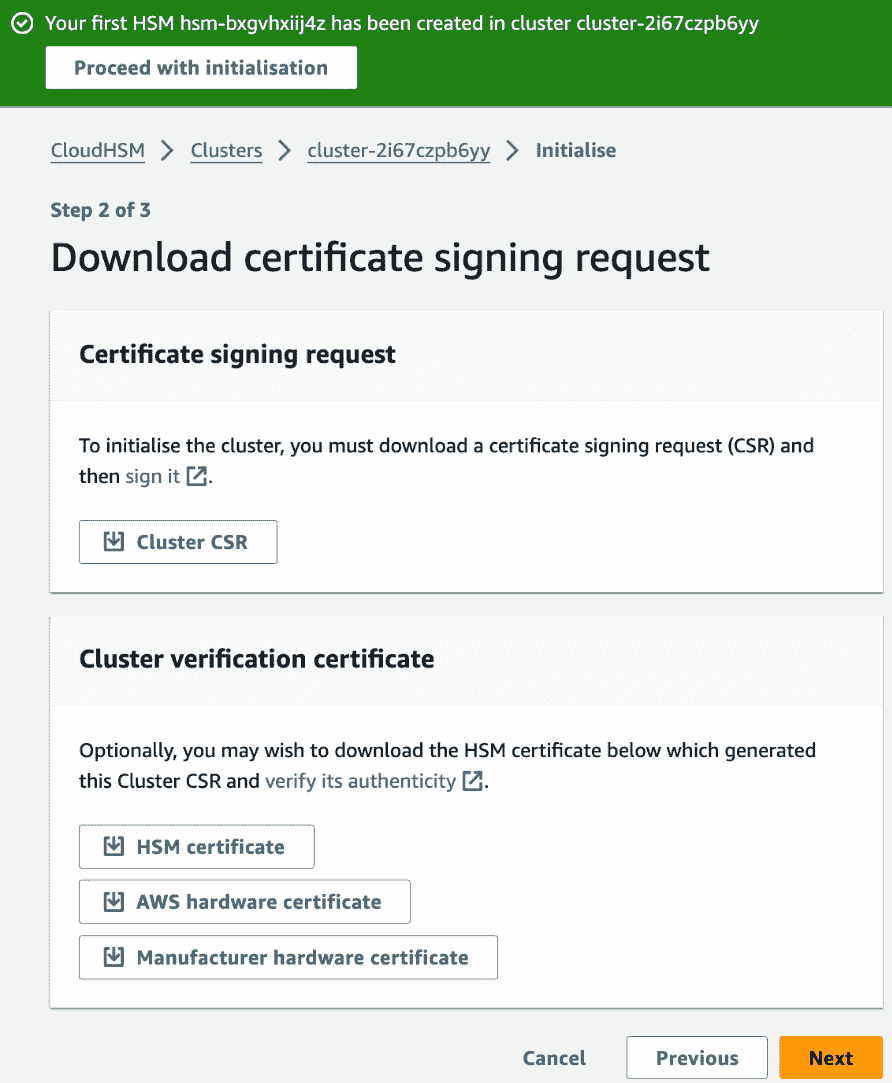 Your first HSM hsm-bxgvhxiij4z has been created in cluster cluster-2i67czpb6yy
Proceed with initialisation
CloudHSM > Clusters > cluster-2i67czpb6yy > Initialise
Step 2 of 3
Download certificate signing request
Certificate signing request
To initialise the cluster, you must download a certificate signing request (CSR) and
then sign it.
Cluster CSR
Cluster verification certificate
Optionally, you may wish to download the HSM certificate below which generated
this Cluster CSR and verify its authenticity.
HSM certificate
AWS hardware certificate
Manufacturer hardware certificate
Cancel Previous Next